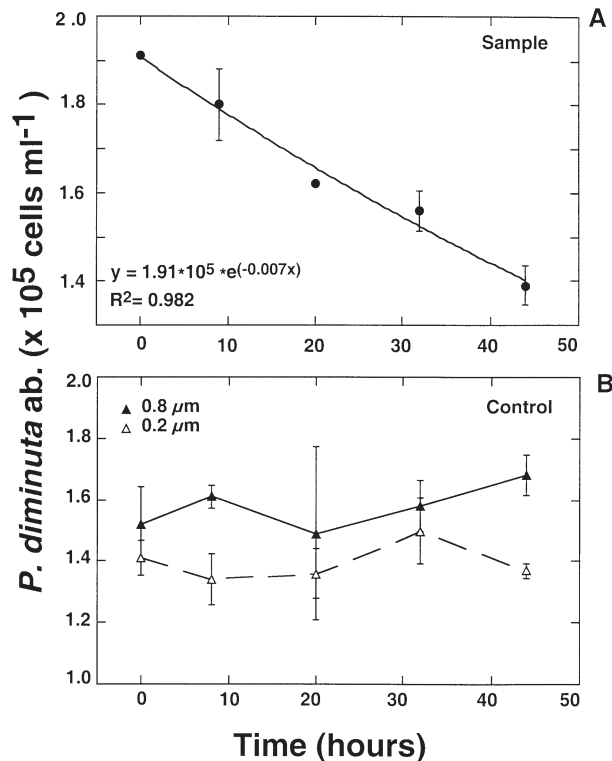 A
Sample
2.0
1.8
1.6
1.4
y = 1.91*10⁵ *e(-0.007x)
R²= 0.982
0 10 20 30 40 50
P. diminuta ab. (x 10⁵ cells ml⁻¹)
B
Control
0.8 µm
0.2 µm
2.0
1.8
1.6
1.4
1.2
1.0
0 10 20 30 40 50
Time (hours)